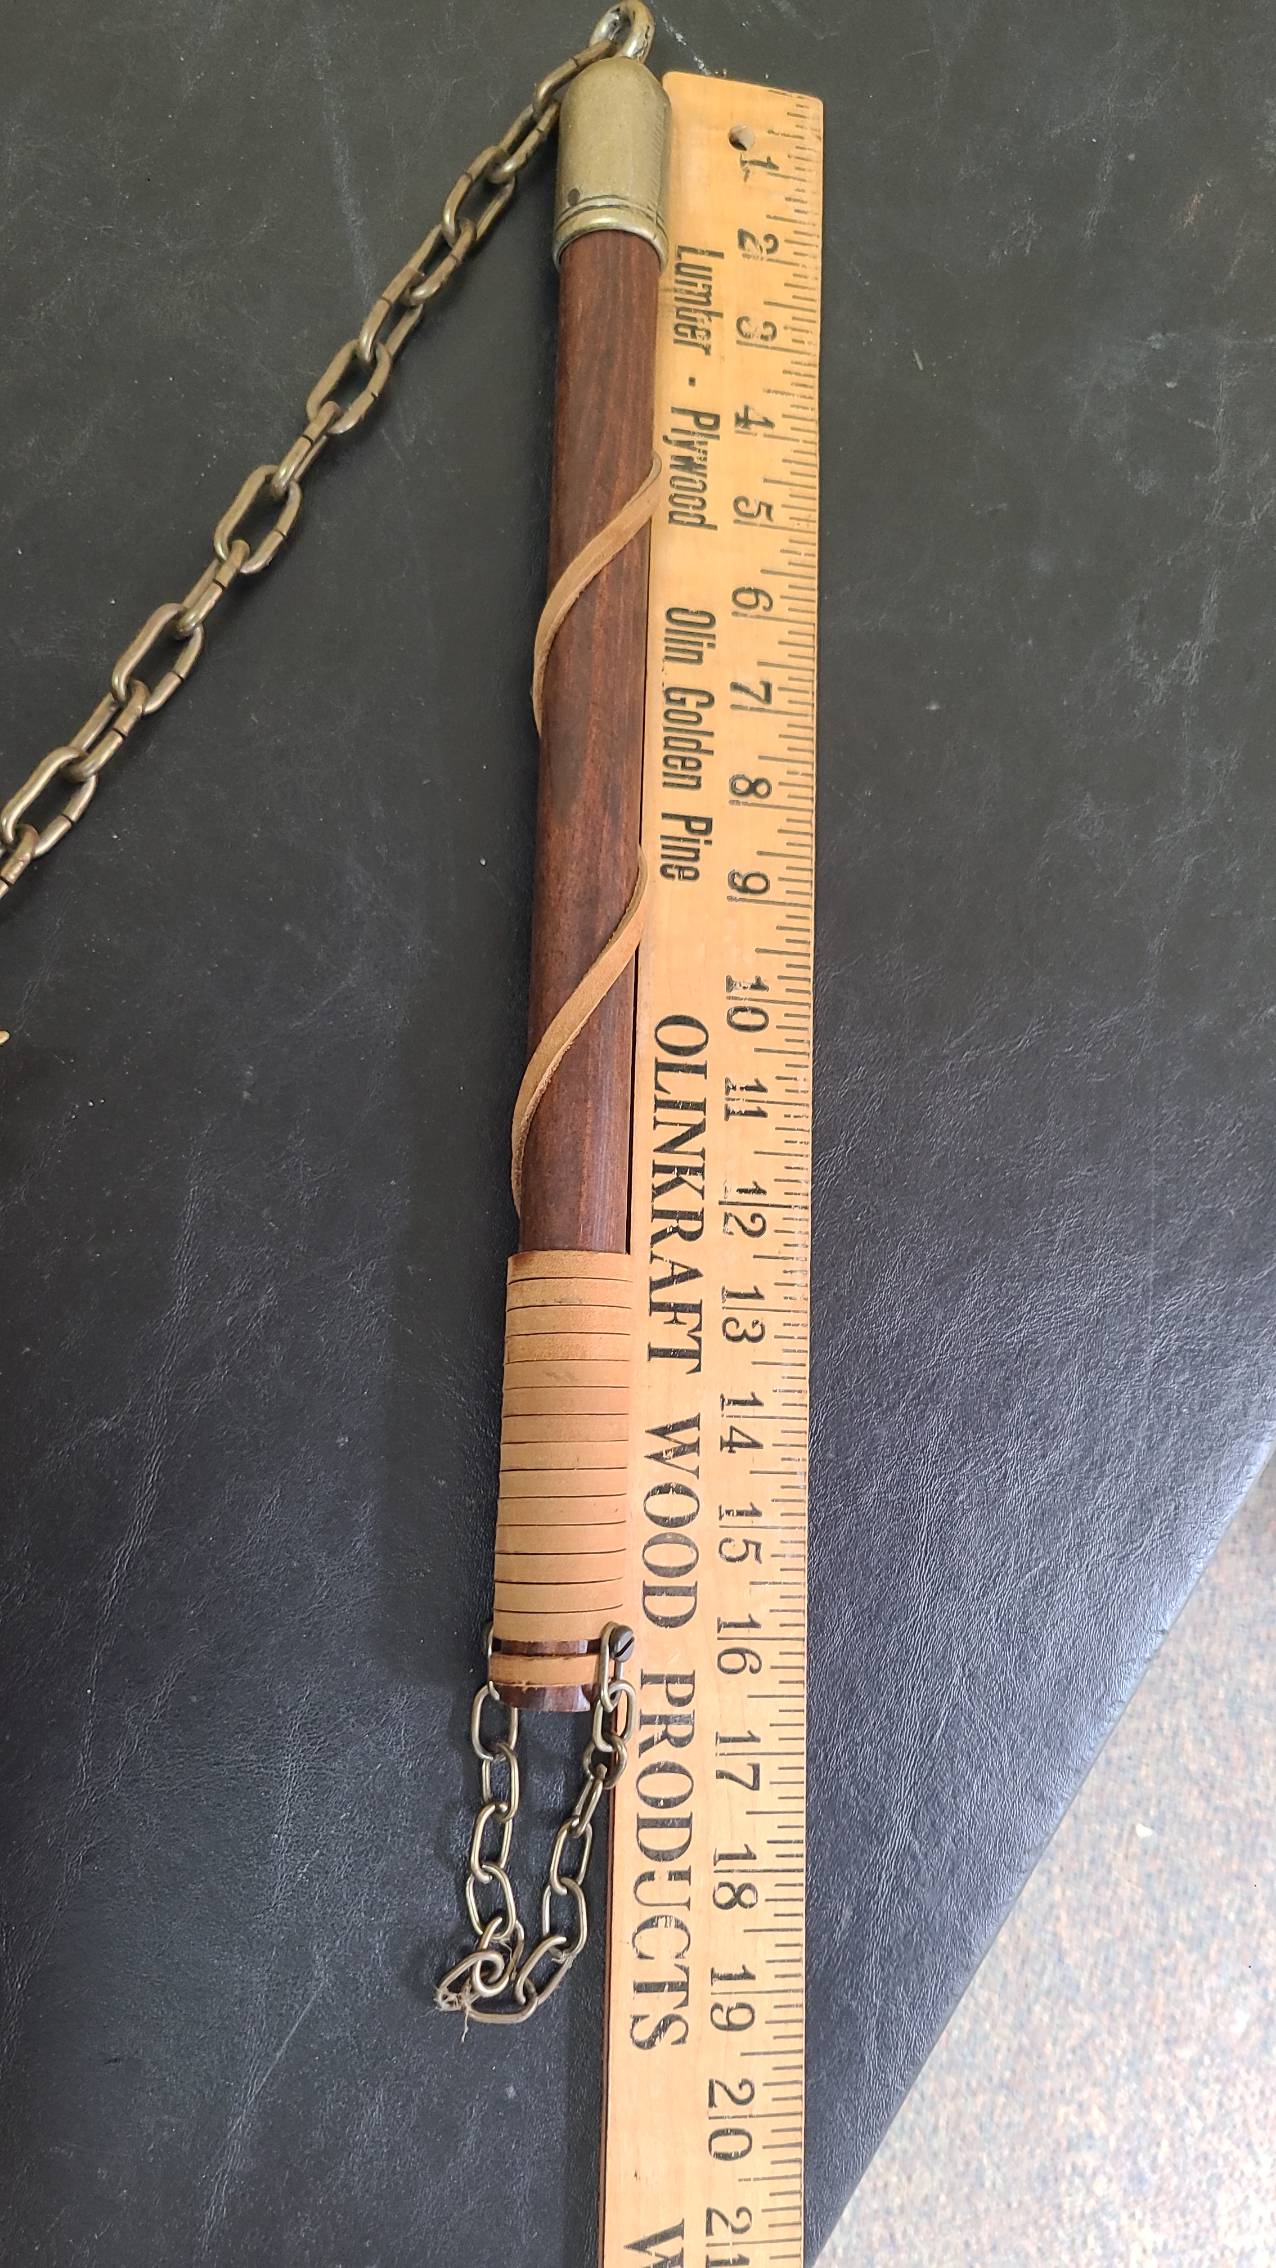 1 2 3 4 5 6 7 8 9 10 11 12 13 14 15 16 17 18 19 20 21
Lumber · Plywood Olin Golden Pine
OLINKRAFT WOOD PRODUCTS